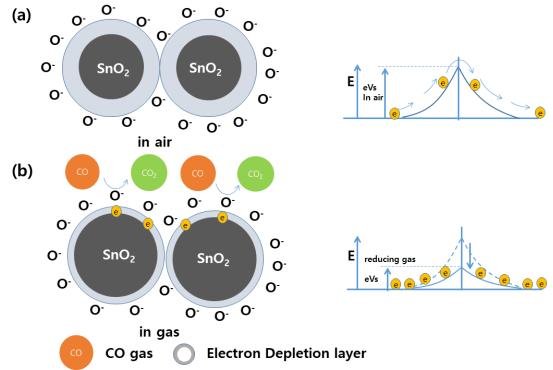 (a)
O⁻ O⁻ O⁻ O⁻
O⁻ O⁻ O⁻ O⁻
O⁻ O⁻ O⁻
SnO₂ SnO₂
O⁻ O⁻ O⁻
O⁻ O⁻ O⁻
O⁻ O⁻ O⁻ O⁻
in air
E
eVs
In air
e e e e
(b)
CO CO₂ CO CO₂
O⁻ O⁻ O⁻ O⁻
e e e e
O⁻ O⁻ O⁻ O⁻
SnO₂ SnO₂
O⁻ O⁻
O⁻ O⁻ O⁻
O⁻ O⁻ O⁻ O⁻
in gas
E
reducing gas
eVs
e e e e e e e e
CO CO gas Electron Depletion layer